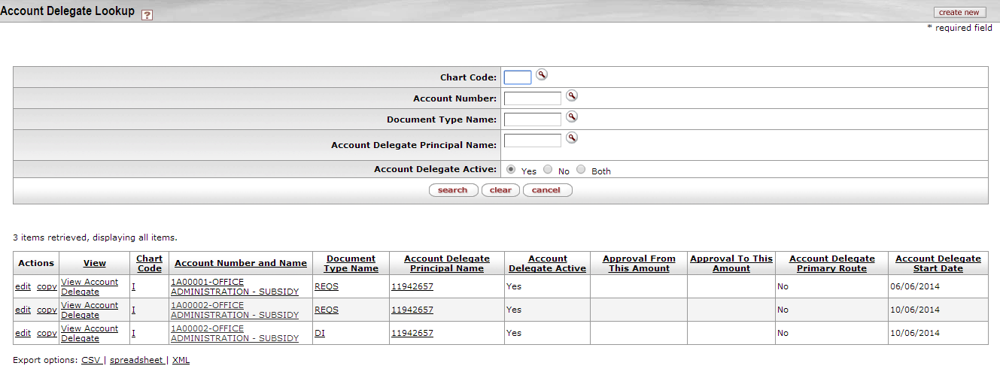 Account Delegate Lookup ?
create new
* required field
Chart Code:
Account Number:
Document Type Name:
Account Delegate Principal Name:
Account Delegate Active: Yes No Both
search clear cancel
3 items retrieved, displaying all items.
Actions View Chart Code Account Number and Name Document Type Name Account Delegate Principal Name Account Delegate Active Approval From This Amount Approval To This Amount Account Delegate Primary Route Account Delegate Start Date
edit copy View Account Delegate I 1A00001-OFFICE ADMINISTRATION - SUBSIDY REQS 11942657 Yes No 06/06/2014
edit copy View Account Delegate I 1A00002-OFFICE ADMINISTRATION - SUBSIDY REQS 11942657 Yes No 10/06/2014
edit copy View Account Delegate I 1A00002-OFFICE ADMINISTRATION - SUBSIDY DI 11942657 Yes No 10/06/2014
Export options: CSV | spreadsheet | XML